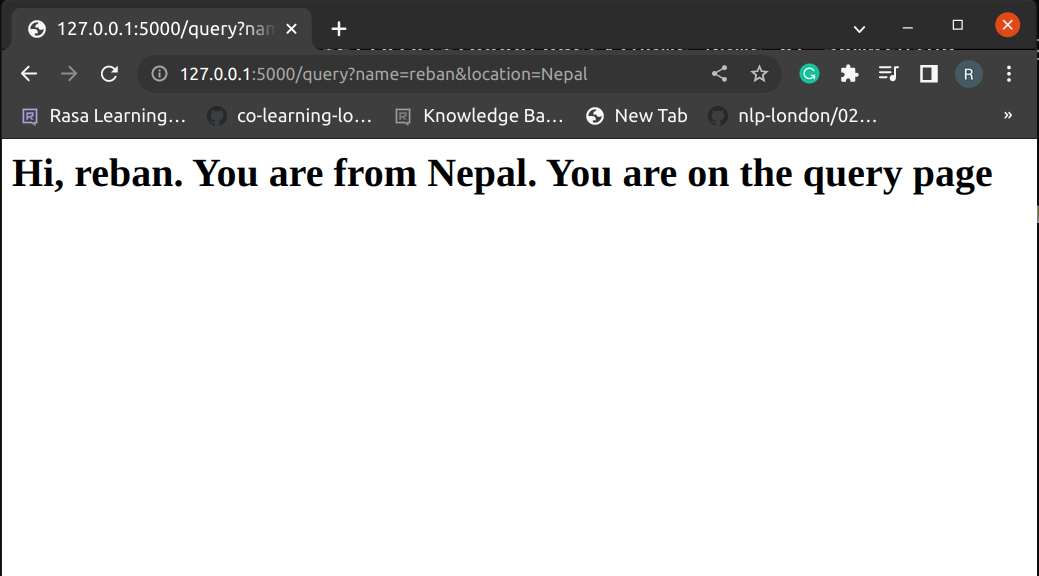 127.0.0.1:5000/query?nam
127.0.0.1:5000/query?name=reban&location=Nepal
R
Rasa Learning… co-learning-lo… Knowledge Ba… New Tab nlp-london/02… »
Hi, reban. You are from Nepal. You are on the query page